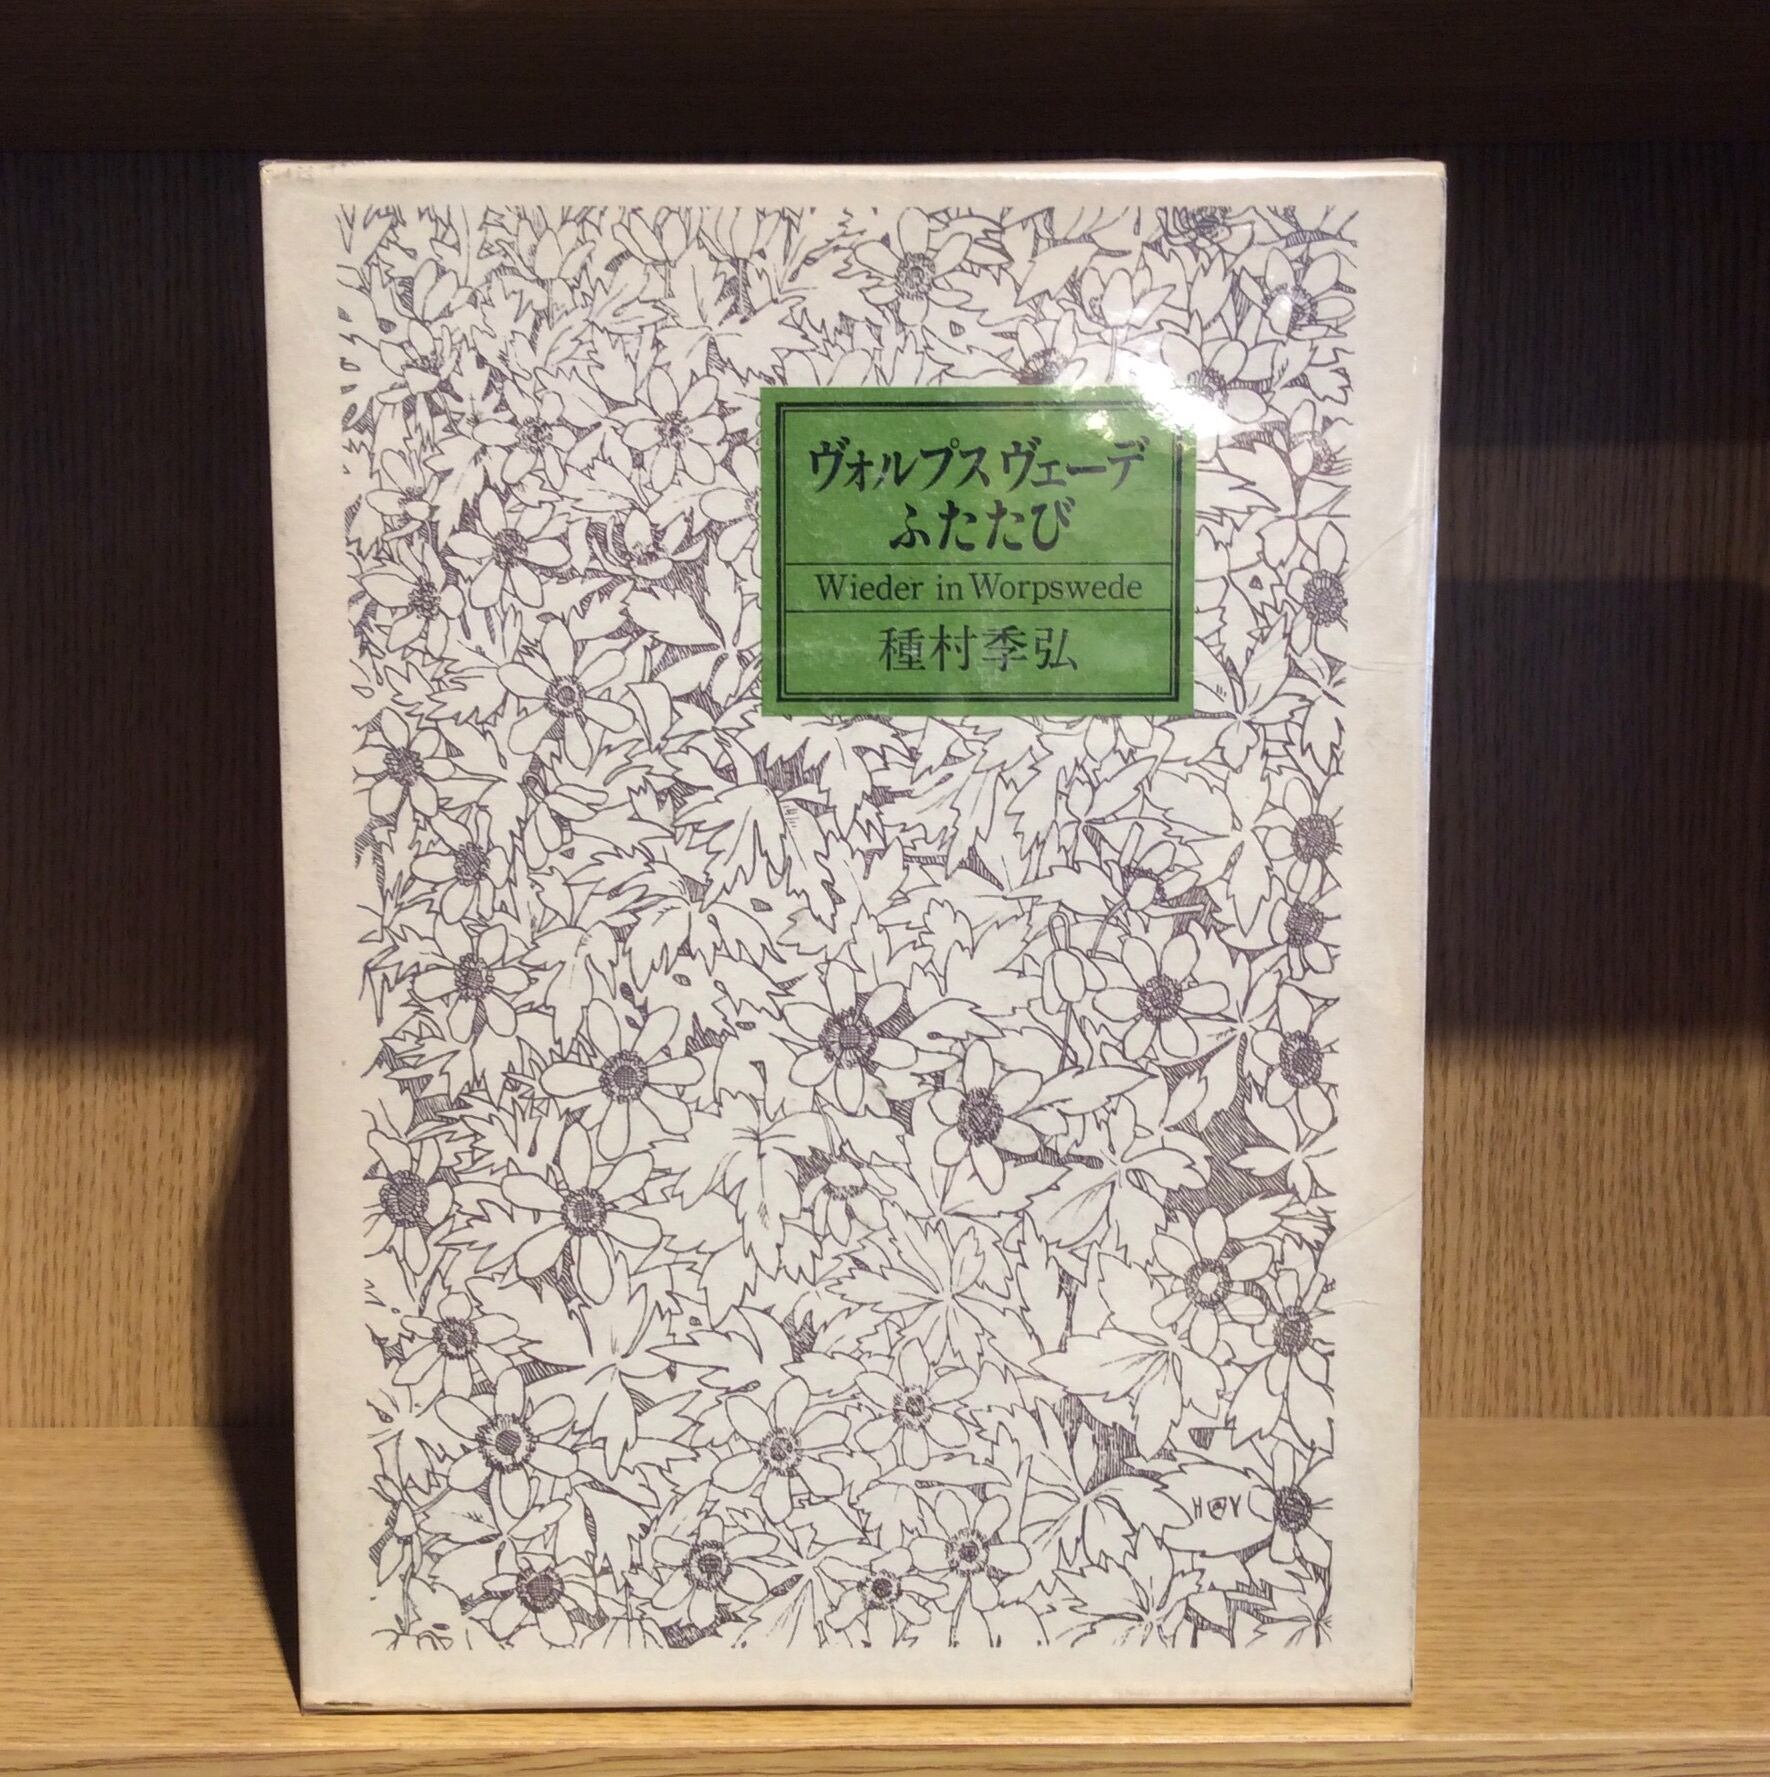 ヴォルプスヴェーデ
ふたたび
Wieder in Worpswede
種村季弘